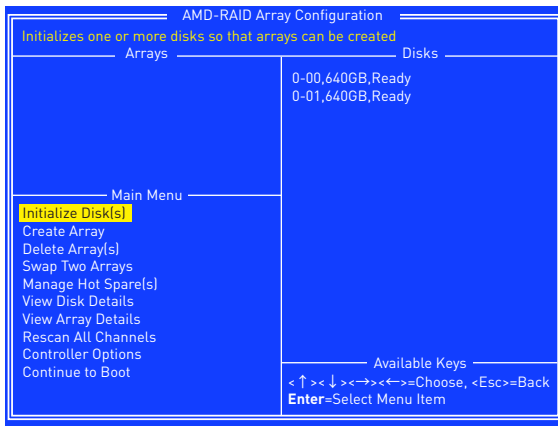 AMD-RAID Array Configuration
Initializes one or more disks so that arrays can be created
Arrays
Disks
0-00,640GB,Ready
0-01,640GB,Ready
Main Menu
Initialize Disk(s)
Create Array
Delete Array(s)
Swap Two Arrays
Manage Hot Spare(s)
View Disk Details
View Array Details
Rescan All Channels
Controller Options
Continue to Boot
Available Keys
<↑><↓><→><←>=Choose, <Esc>=Back
Enter=Select Menu Item